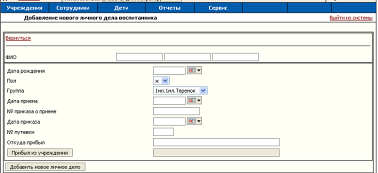 Учреждения Сотрудники Дети Отчеты Сервис
Добавление нового личного дела воспитанника Выйти из системы
Вернуться
ФИО
Дата рождения
Пол ж
Группа 1мл.1мл.Теремок
Дата приема
№ приказа о приеме
Дата приказа
№ путевки
Откуда прибыл
Прибыл из учреждения
Добавить новое личное дело